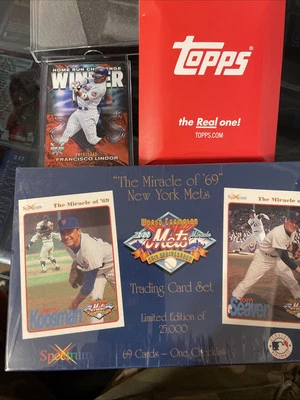 HOME RUN CHALLENGE
WINNER
FRANCISCO LINDOR
TOPPS
the Real one!
TOPPS.COM
"The Miracle of '69"
New York Mets
The Miracle of '69
World Champion
Mets
Koosman
Trading Card Set
Limited Edition of
25,000
The Miracle of '69
Tom
Seaver
Spectrum
69 Cards - One Checklist